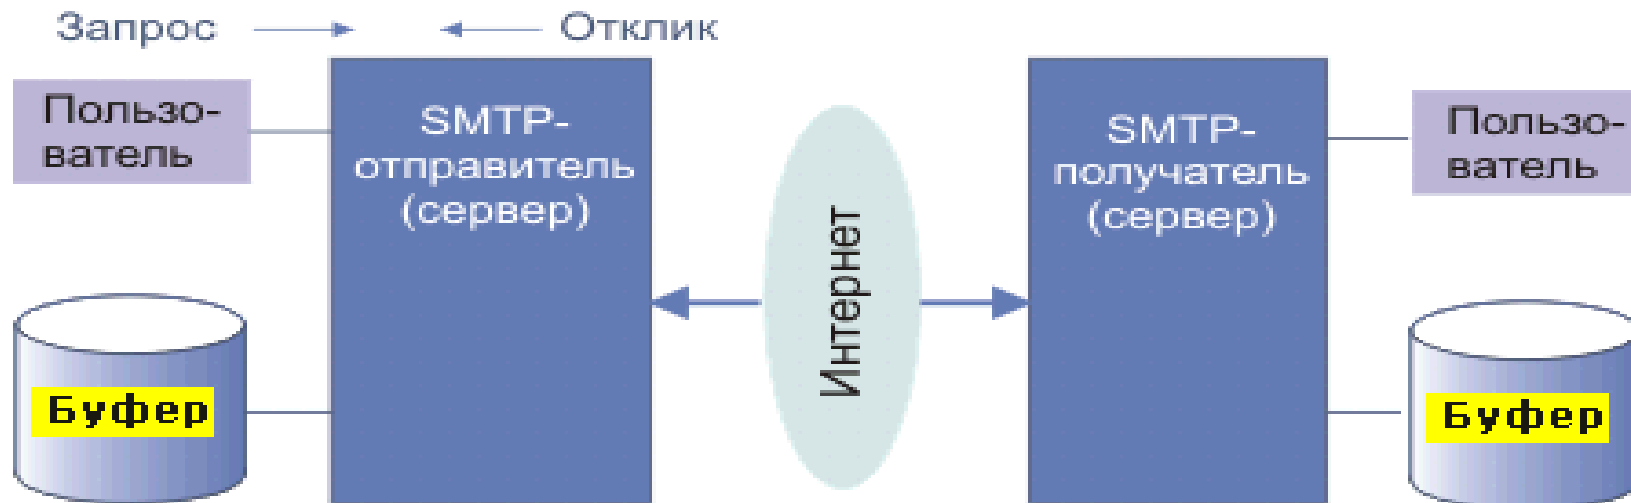 Запрос
Отклик
Пользо-
ватель
SMTP-
отправитель
(сервер)
Буфер
Интернет
SMTP-
получатель
(сервер)
Пользо-
ватель
Буфер